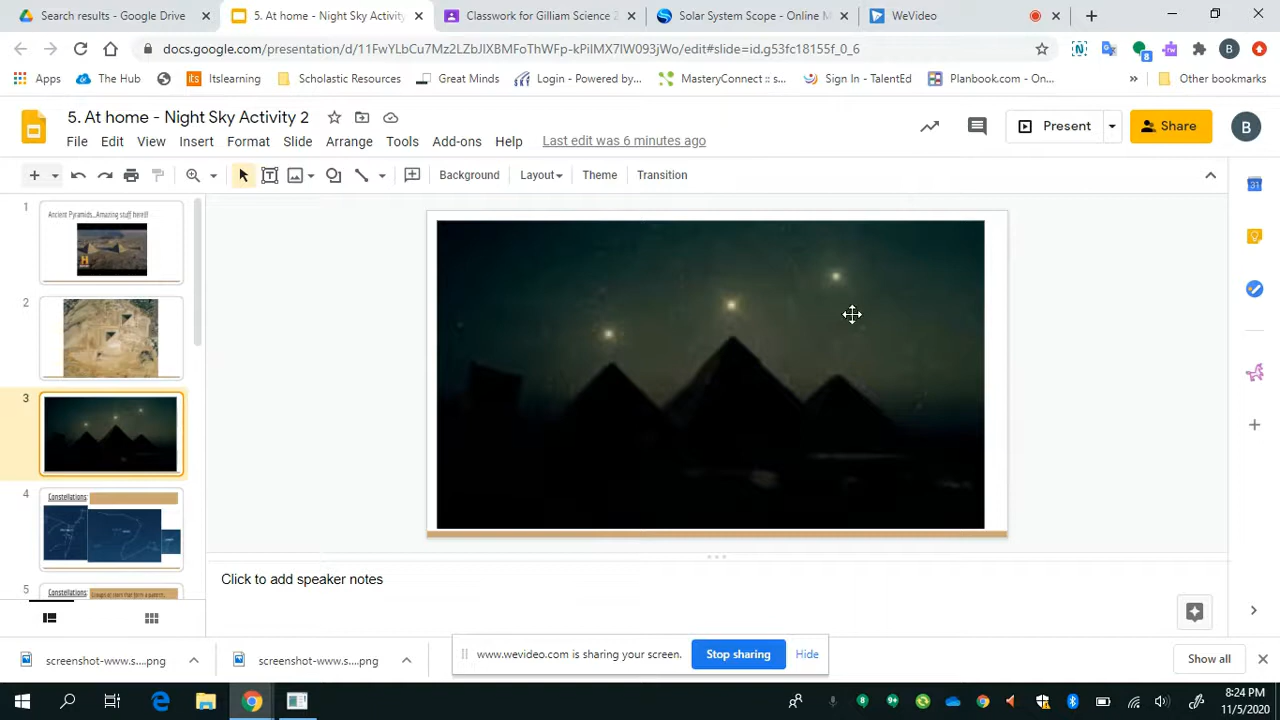 Search results - Google Drive
5. At home - Night Sky Activity
Classwork for Gilliam Science 2
Solar System Scope - Online M
WeVideo
docs.google.com/presentation/d/11FwYLbCu7Mz2LZbJIXBMFoThWFp-kPiIMX7IW093jWo/edit#slide=id.g53fc18155f_0_6
Apps
The Hub
its
Itslearning
Scholastic Resources
Great Minds
Login - Powered by...
MasteryConnect :: s...
Sign In - TalentEd
Planbook.com - On...
Other bookmarks
5. At home - Night Sky Activity 2
Present
Share
B
File Edit View Insert Format Slide Arrange Tools Add-ons Help Last edit was 6 minutes ago
Background Layout Theme Transition
1
Ancient Pyramids...Amazing stuff here!!
H
2
3
4
Constellations:
5
Constellations:
Click to add speaker notes
www.wevideo.com is sharing your screen.
Stop sharing
Hide
screenshot-www.s....png
screenshot-www.s....png
Show all
8:24 PM
11/5/2020